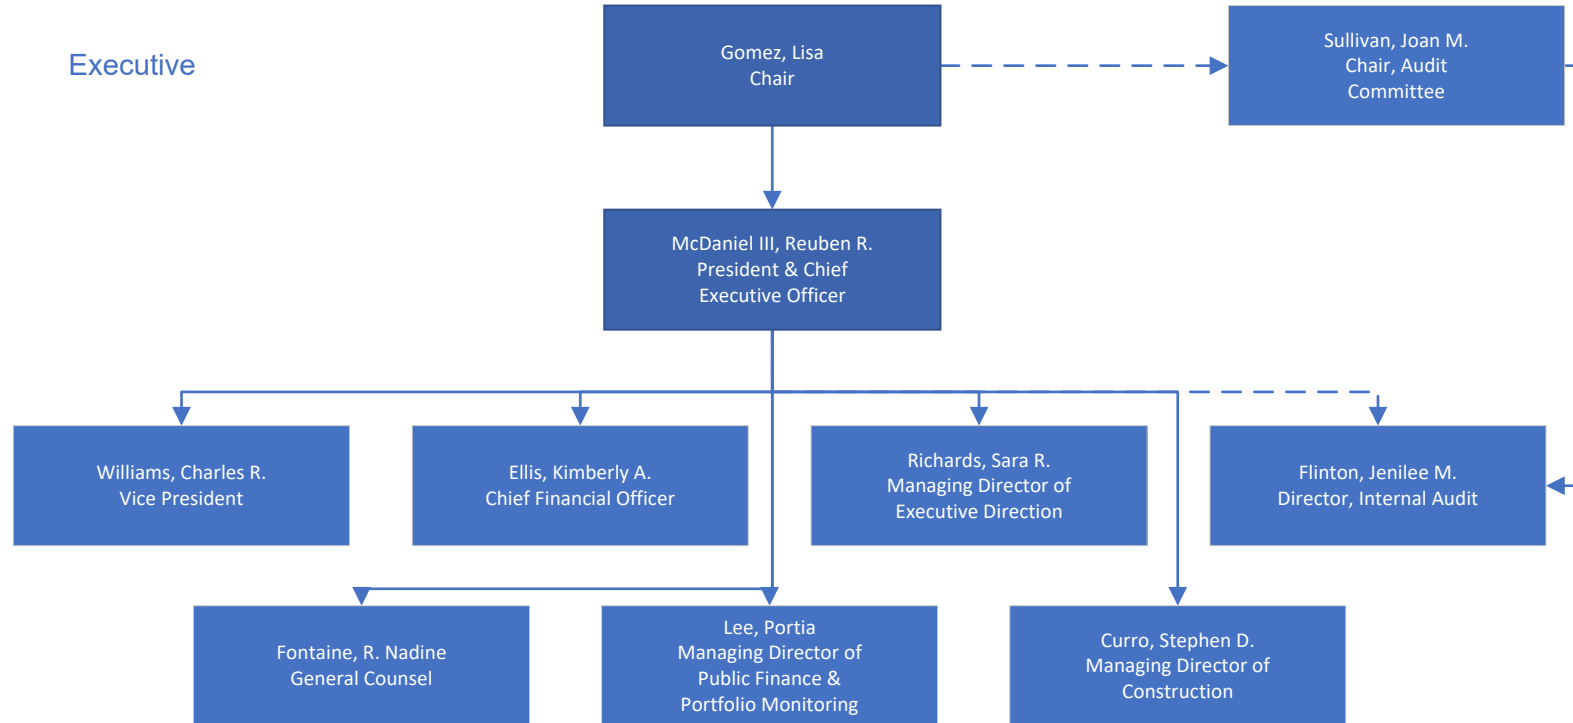 Executive
Gomez, Lisa
Chair
Sullivan, Joan M.
Chair, Audit
Committee
McDaniel III, Reuben R.
President & Chief
Executive Officer
Williams, Charles R.
Vice President
Ellis, Kimberly A.
Chief Financial Officer
Richards, Sara R.
Managing Director of
Executive Direction
Flinton, Jenilee M.
Director, Internal Audit
Fontaine, R. Nadine
General Counsel
Lee, Portia
Managing Director of
Public Finance &
Portfolio Monitoring
Curro, Stephen D.
Managing Director of
Construction